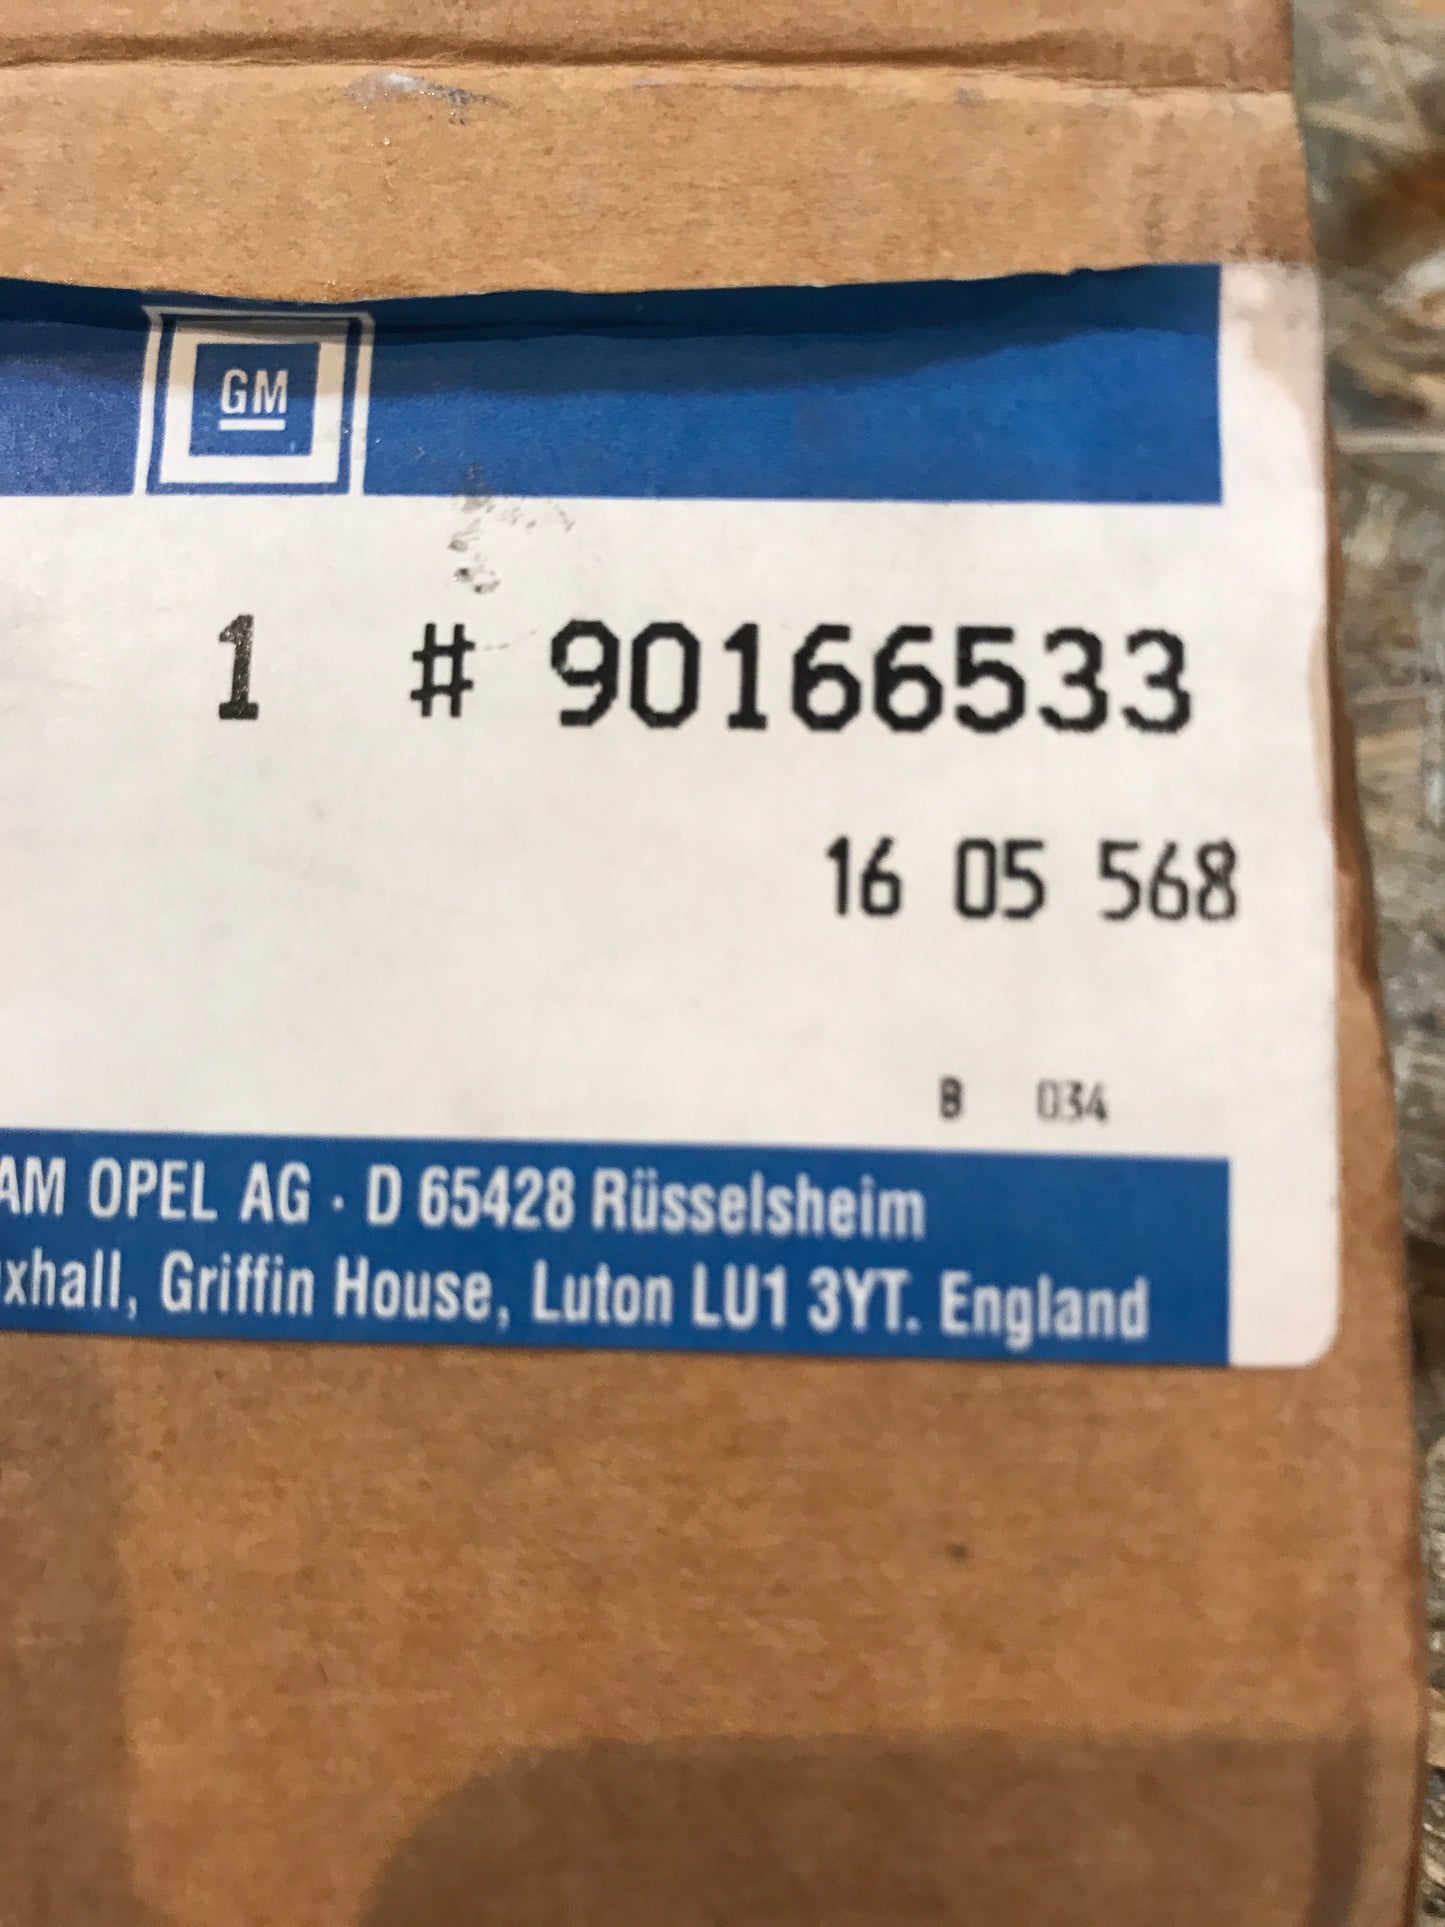 GM
1 # 90166533
16 05 568
B 034
AM OPEL AG · D 65428 Rüsselsheim
xhall, Griffin House, Luton LU1 3YT. England